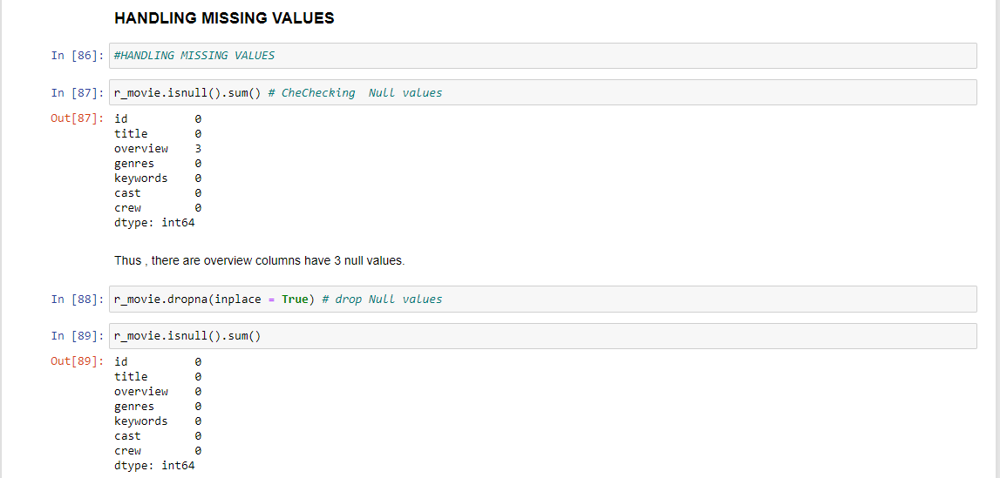 HANDLING MISSING VALUES
In [86]: #HANDLING MISSING VALUES
In [87]: r_movie.isnull().sum() # CheChecking  Null values
Out[87]: id          0
title       0
overview    3
genres      0
keywords    0
cast        0
crew        0
dtype: int64
Thus , there are overview columns have 3 null values.
In [88]: r_movie.dropna(inplace = True) # drop Null values
In [89]: r_movie.isnull().sum()
Out[89]: id          0
title       0
overview    0
genres      0
keywords    0
cast        0
crew        0
dtype: int64